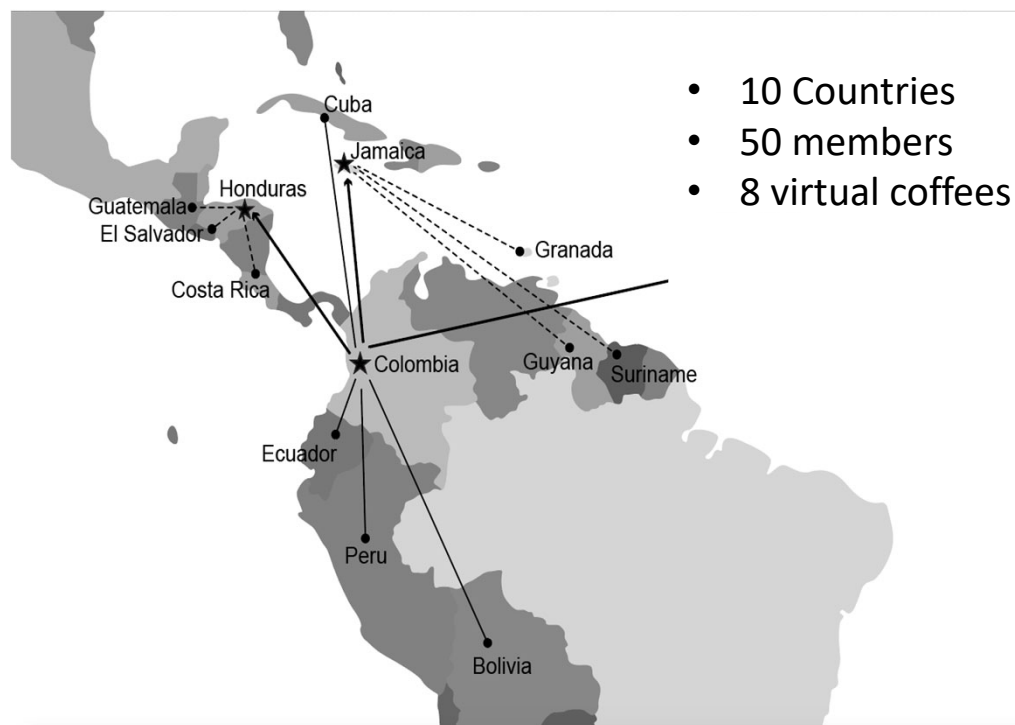 • 10 Countries
• 50 members
• 8 virtual coffees
Cuba
Jamaica
Honduras
Guatemala
El Salvador
Costa Rica
Granada
Colombia
Guyana
Suriname
Ecuador
Peru
Bolivia